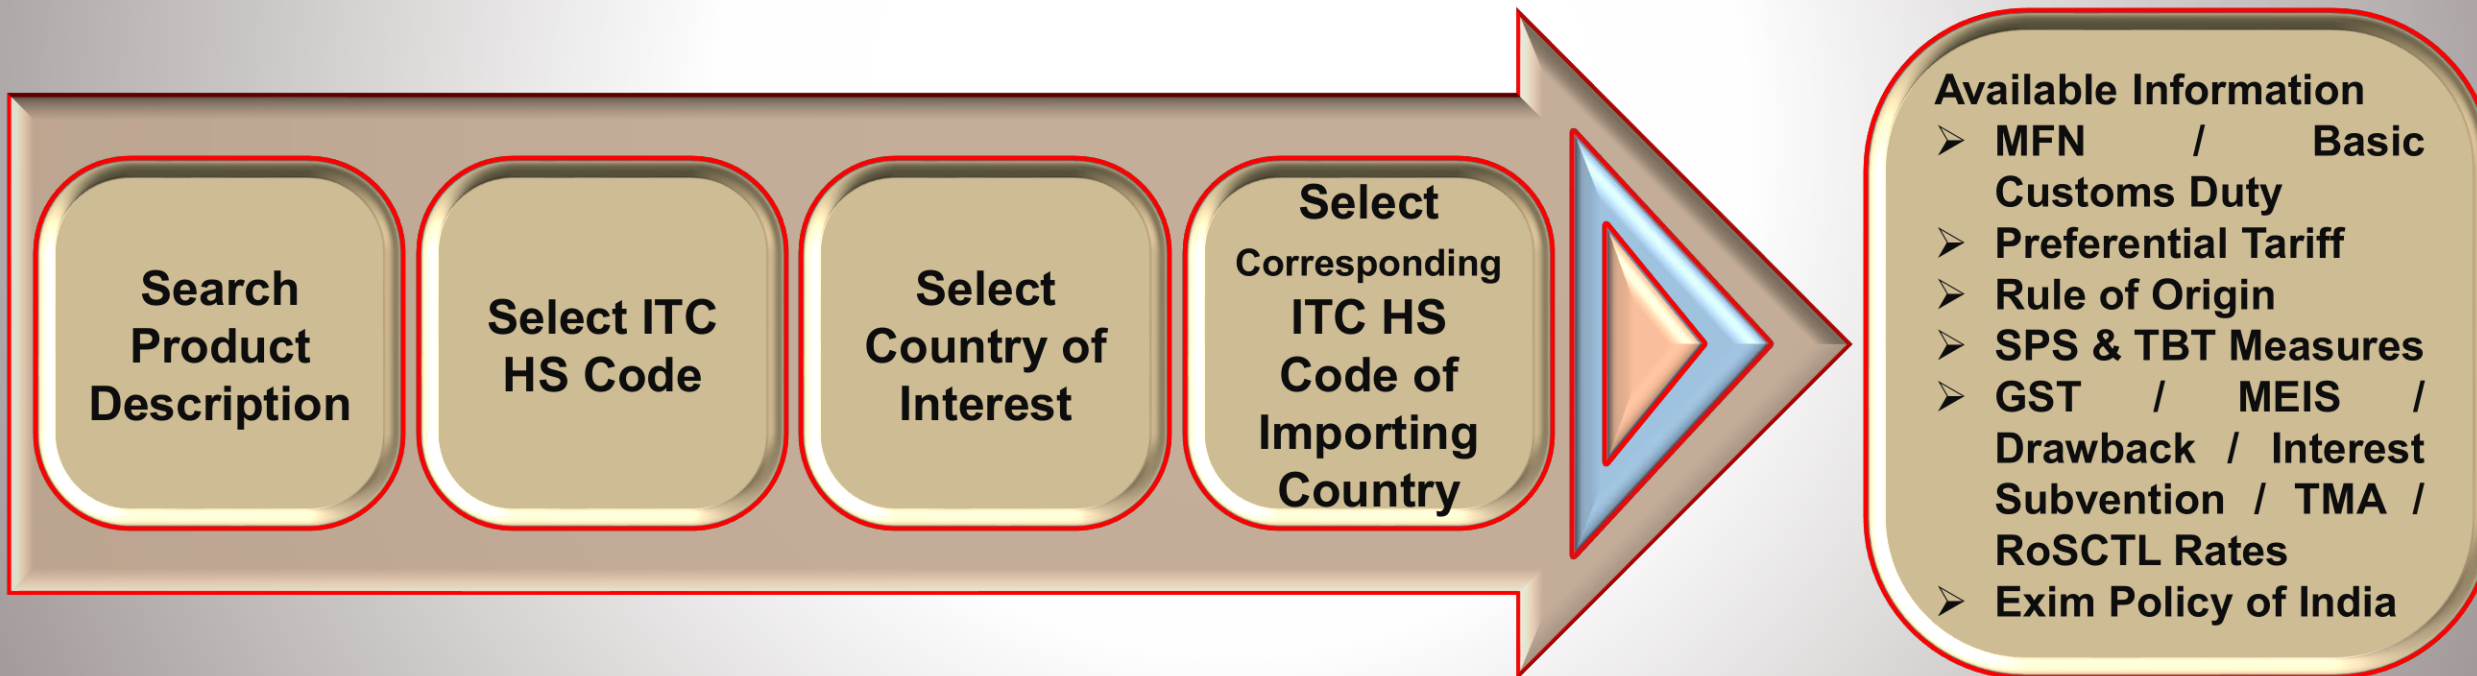 Search
Product
Description
Select ITC
HS Code
Select
Country of
Interest
Select
Corresponding
ITC HS
Code of
Importing
Country
Available Information
➢ MFN / Basic
Customs Duty
➢ Preferential Tariff
➢ Rule of Origin
➢ SPS & TBT Measures
➢ GST / MEIS /
Drawback / Interest
Subvention / TMA /
RoSCTL Rates
➢ Exim Policy of India